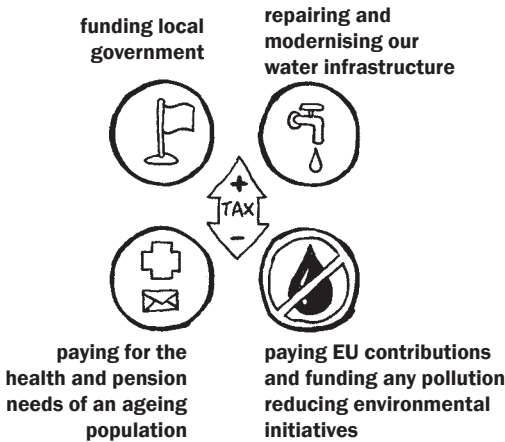 funding local
government
repairing and
modernising our
water infrastructure
+
TAX
-
paying for the
health and pension
needs of an ageing
population
paying EU contributions
and funding any pollution
reducing environmental
initiatives